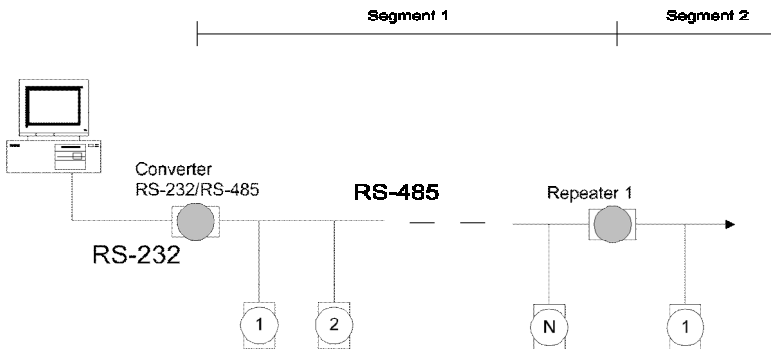 Segment 1
Segment 2
Converter
RS-232/RS-485
RS-485
Repeater 1
RS-232
1
2
N
1